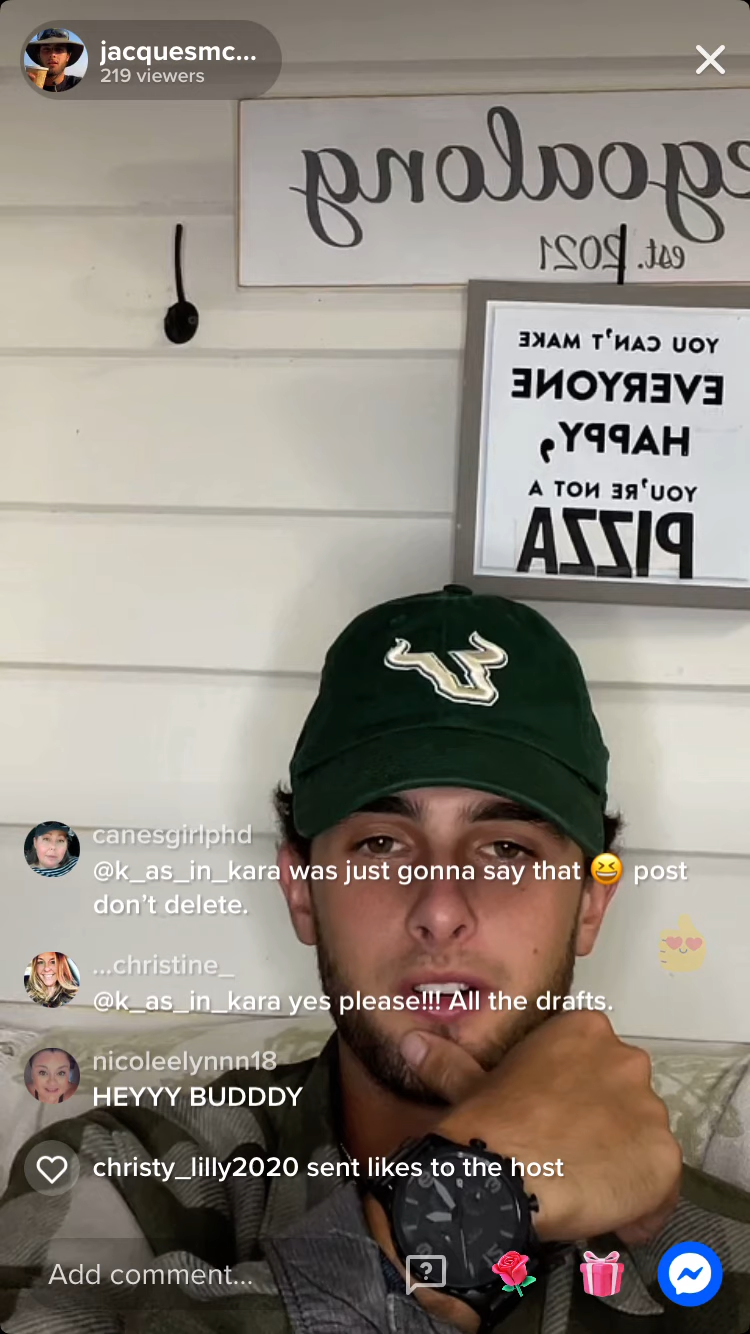 jacquesmc...
219 viewers
egoalong
est. 2021
YOU CAN'T MAKE
EVERYONE
HAPPY,
YOU'RE NOT A
PIZZA
canesgirlphd
@k_as_in_kara was just gonna say that 😆 post
don't delete.
...christine_
@k_as_in_kara yes please!!! All the drafts.
nicoleelynnn18
HEYYY BUDDDY
christy_lilly2020 sent likes to the host
Add comment...